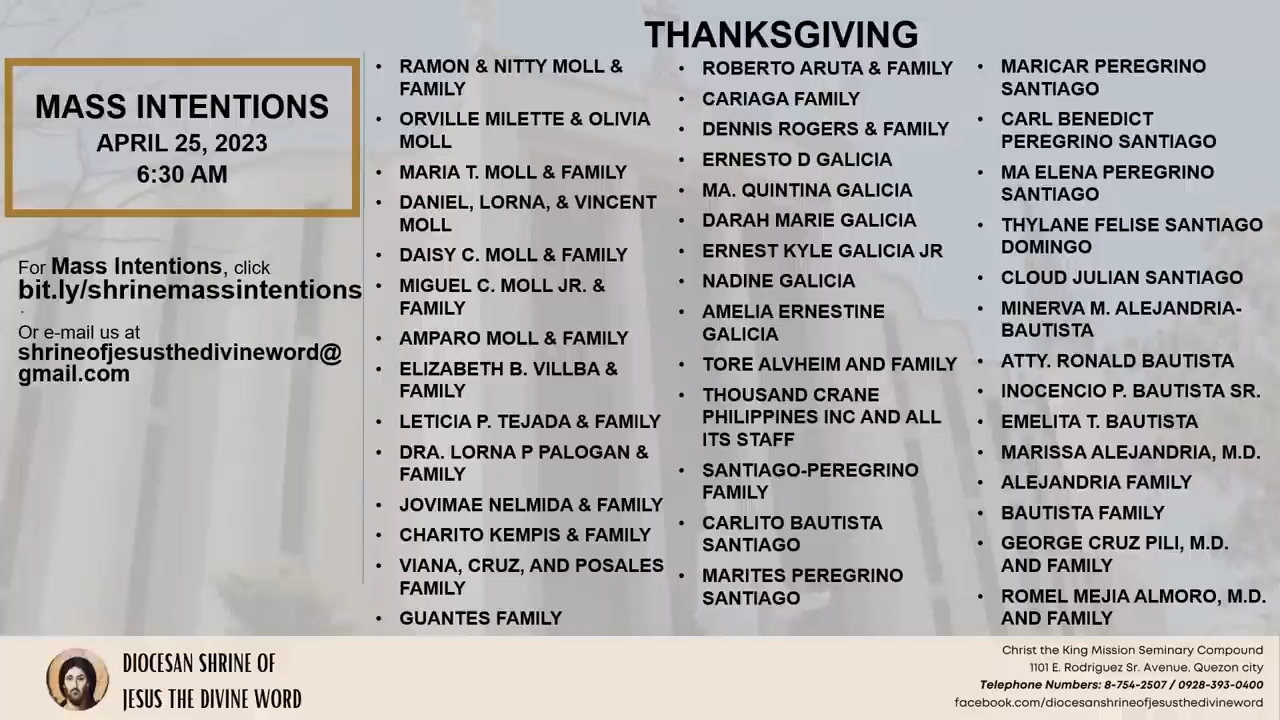 THANKSGIVING
MASS INTENTIONS
APRIL 25, 2023
6:30 AM
For Mass Intentions, click
bit.ly/shrinemassintentions
.
Or e-mail us at
shrineofjesusthedivineword@
gmail.com
• RAMON & NITTY MOLL &
FAMILY
• ORVILLE MILETTE & OLIVIA
MOLL
• MARIA T. MOLL & FAMILY
• DANIEL, LORNA, & VINCENT
MOLL
• DAISY C. MOLL & FAMILY
• MIGUEL C. MOLL JR. &
FAMILY
• AMPARO MOLL & FAMILY
• ELIZABETH B. VILLBA &
FAMILY
• LETICIA P. TEJADA & FAMILY
• DRA. LORNA P PALOGAN &
FAMILY
• JOVIMAE NELMIDA & FAMILY
• CHARITO KEMPIS & FAMILY
• VIANA, CRUZ, AND POSALES
FAMILY
• GUANTES FAMILY
• ROBERTO ARUTA & FAMILY
• CARIAGA FAMILY
• DENNIS ROGERS & FAMILY
• ERNESTO D GALICIA
• MA. QUINTINA GALICIA
• DARAH MARIE GALICIA
• ERNEST KYLE GALICIA JR
• NADINE GALICIA
• AMELIA ERNESTINE
GALICIA
• TORE ALVHEIM AND FAMILY
• THOUSAND CRANE
PHILIPPINES INC AND ALL
ITS STAFF
• SANTIAGO-PEREGRINO
FAMILY
• CARLITO BAUTISTA
SANTIAGO
• MARITES PEREGRINO
SANTIAGO
• MARICAR PEREGRINO
SANTIAGO
• CARL BENEDICT
PEREGRINO SANTIAGO
• MA ELENA PEREGRINO
SANTIAGO
• THYLANE FELISE SANTIAGO
DOMINGO
• CLOUD JULIAN SANTIAGO
• MINERVA M. ALEJANDRIA-
BAUTISTA
• ATTY. RONALD BAUTISTA
• INOCENCIO P. BAUTISTA SR.
• EMELITA T. BAUTISTA
• MARISSA ALEJANDRIA, M.D.
• ALEJANDRIA FAMILY
• BAUTISTA FAMILY
• GEORGE CRUZ PILI, M.D.
AND FAMILY
• ROMEL MEJIA ALMORO, M.D.
AND FAMILY
DIOCESAN SHRINE OF
JESUS THE DIVINE WORD
Christ the King Mission Seminary Compound
1101 E. Rodriguez Sr. Avenue. Quezon city
Telephone Numbers: 8-754-2507 / 0928-393-0400
facebook.com/diocesanshrineofjesusthedivineword